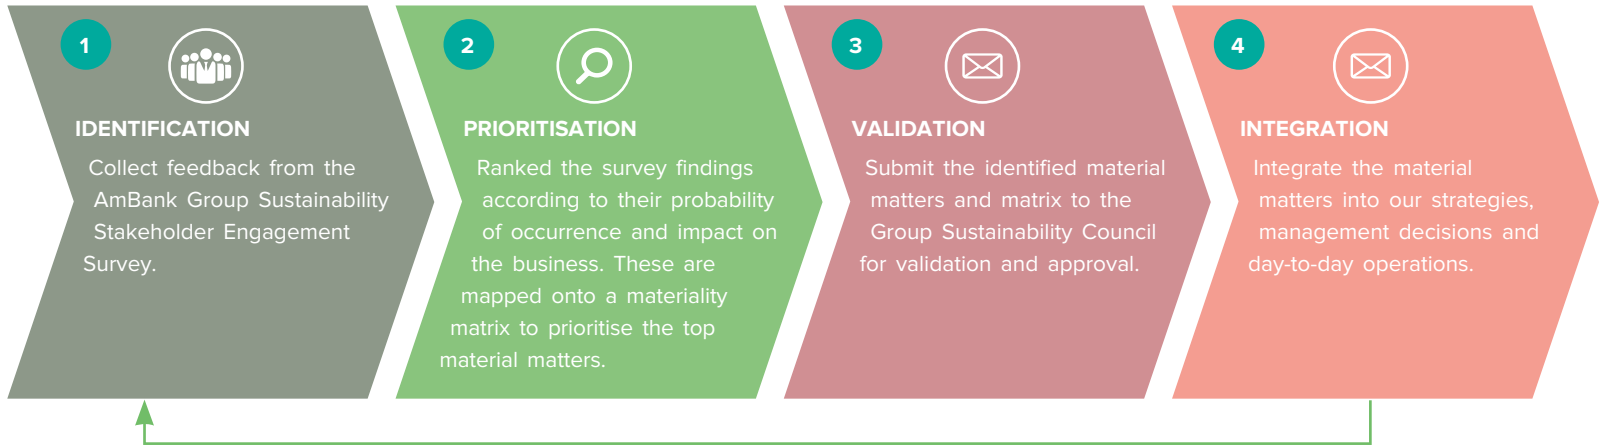 1
IDENTIFICATION
Collect feedback from the
AmBank Group Sustainability
Stakeholder Engagement
Survey.
2
PRIORITISATION
Ranked the survey findings
according to their probability
of occurrence and impact on
the business. These are
mapped onto a materiality
matrix to prioritise the top
material matters.
3
VALIDATION
Submit the identified material
matters and matrix to the
Group Sustainability Council
for validation and approval.
4
INTEGRATION
Integrate the material
matters into our strategies,
management decisions and
day-to-day operations.